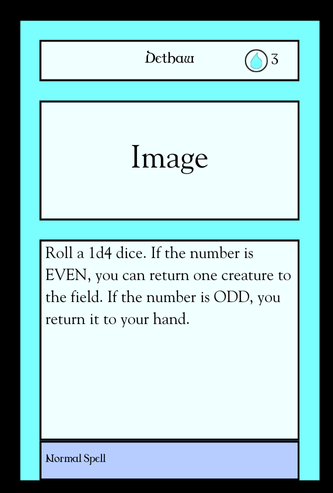 Dethaw 3
Image
Roll a 1d4 dice. If the number is
EVEN, you can return one creature to
the field. If the number is ODD, you
return it to your hand.
Normal Spell